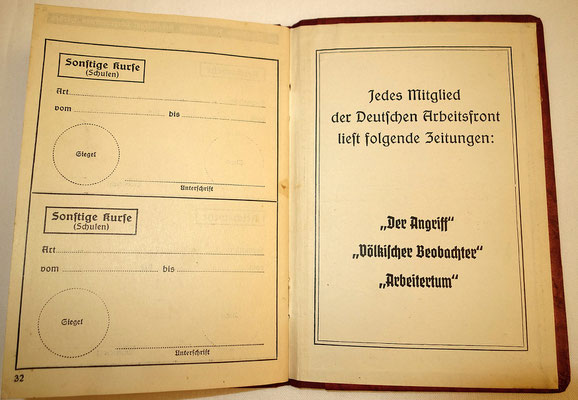 Sonstige Kurse
(Schulen)
Art
vom bis
Siegel
Unterschrift
Sonstige Kurse
(Schulen)
Art
vom bis
Siegel
Unterschrift
32
Jedes Mitglied
der Deutschen Arbeitsfront
liest folgende Zeitungen:
„Der Angriff“
„Völkischer Beobachter“
„Arbeitertum“